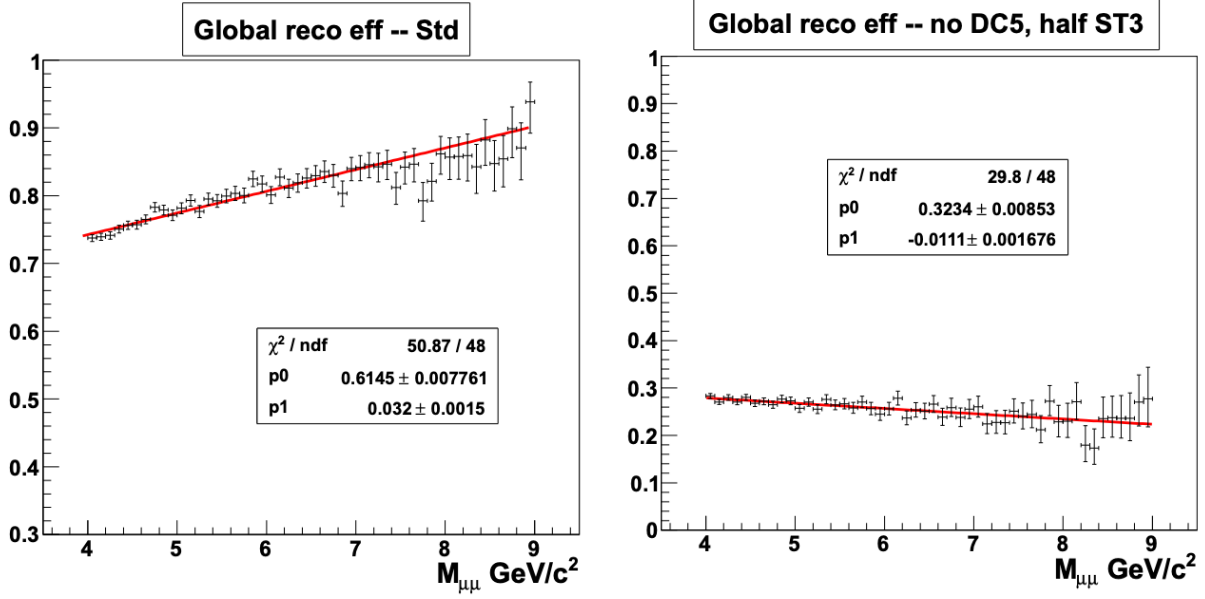 Global reco eff -- Std
1
0.9
0.8
0.7
0.6
0.5
0.4
0.3
χ² / ndf 50.87 / 48
p0 0.6145 ± 0.007761
p1 0.032 ± 0.0015
4 5 6 7 8 9
Mμμ GeV/c²
Global reco eff -- no DC5, half ST3
1
0.9
0.8
0.7
0.6
0.5
0.4
0.3
0.2
0.1
0
χ² / ndf 29.8 / 48
p0 0.3234 ± 0.00853
p1 -0.0111 ± 0.001676
4 5 6 7 8 9
Mμμ GeV/c²